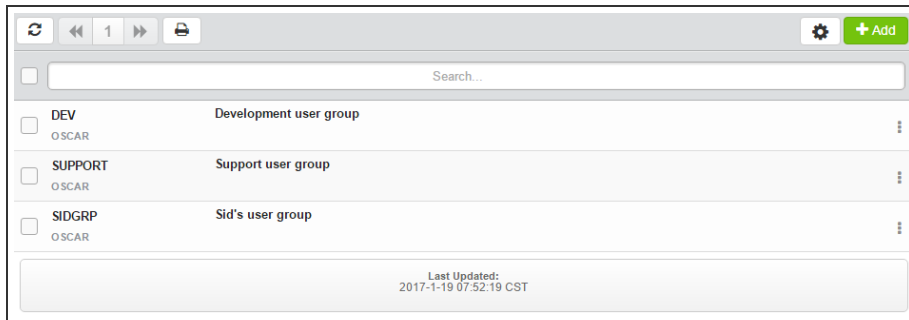 1
Add
Search...
DEV
Development user group
OSCAR
SUPPORT
Support user group
OSCAR
SIDGRP
Sid's user group
OSCAR
Last Updated:
2017-1-19 07:52:19 CST